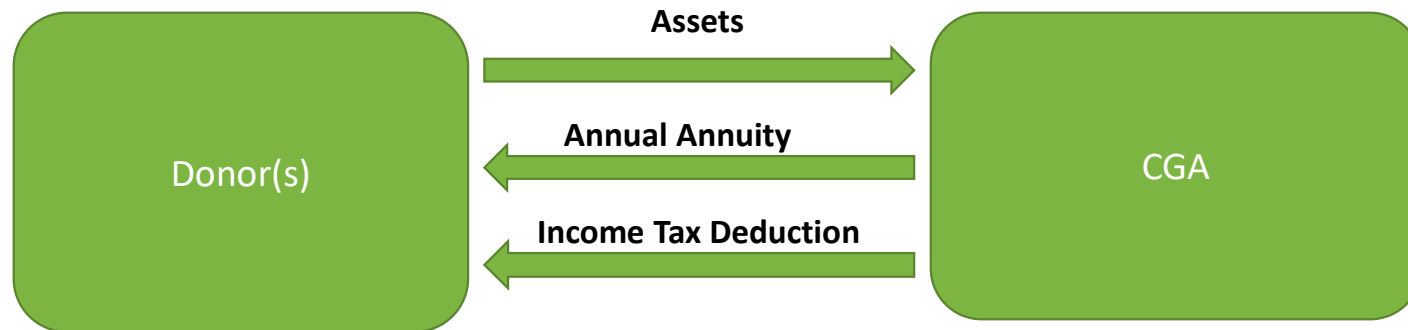 Assets
Donor(s)
Annual Annuity
CGA
Income Tax Deduction